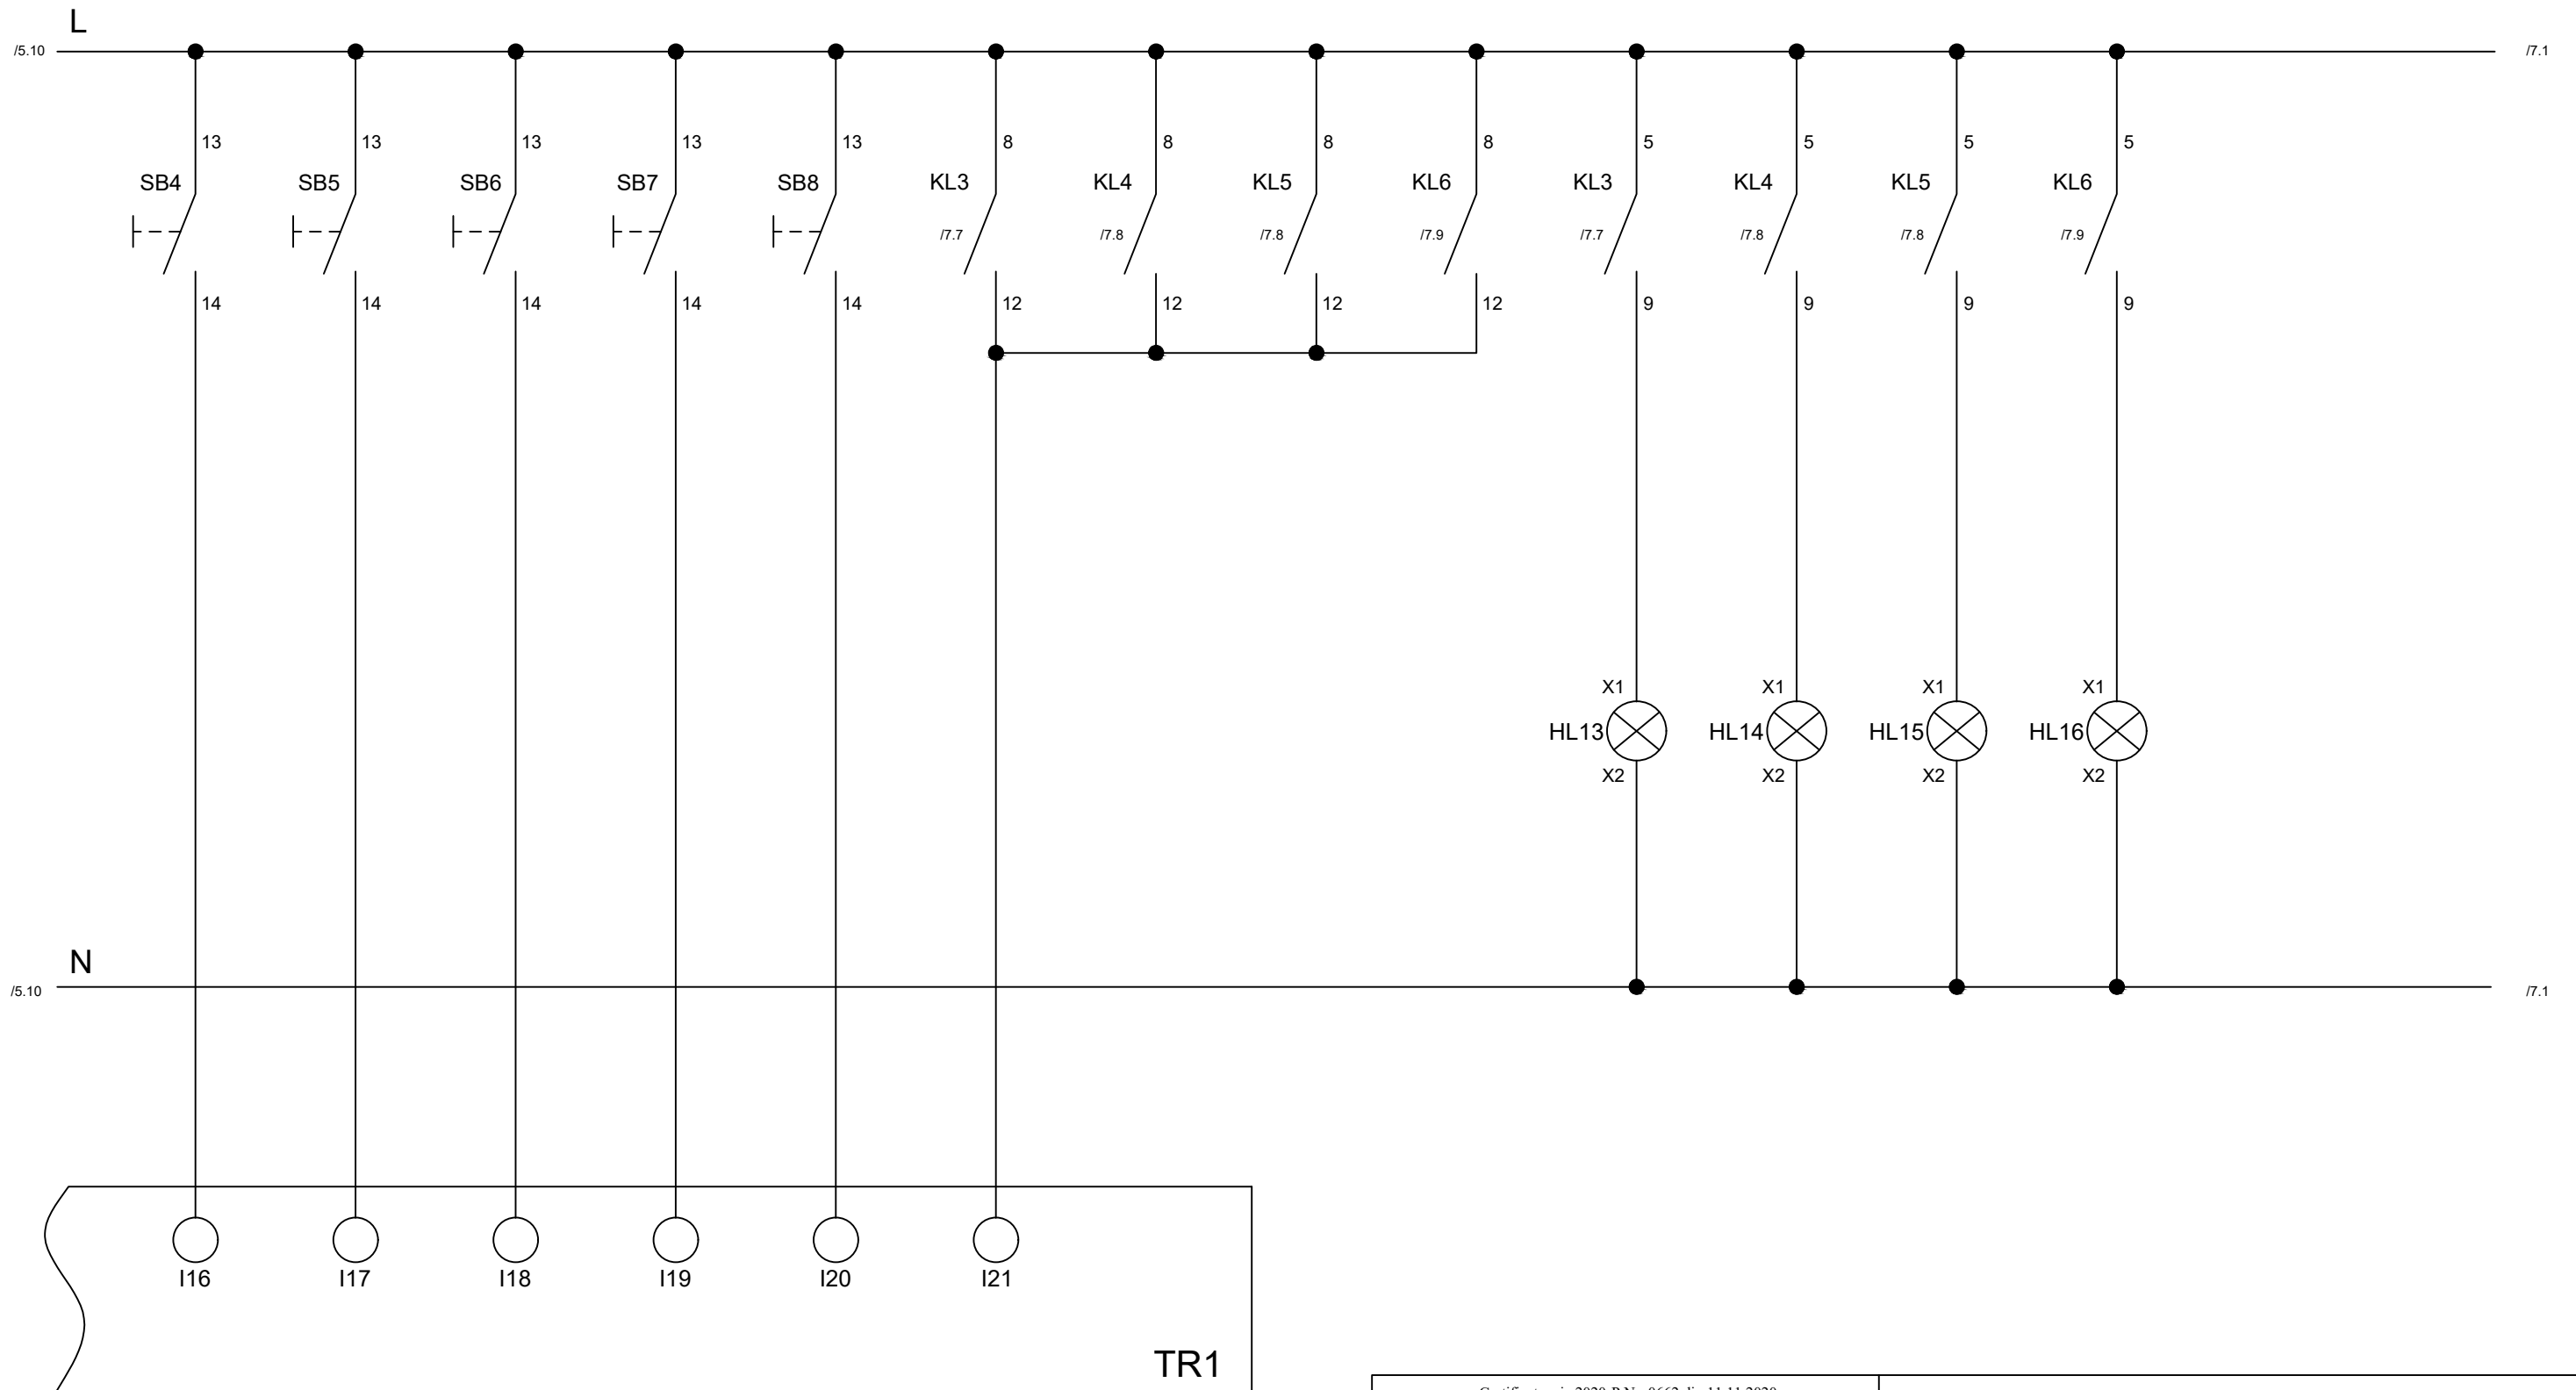 L
/5.10 /7.1
13 13 13 13 13 8 8 8 8 5 5 5 5
SB4 SB5 SB6 SB7 SB8 KL3 KL4 KL5 KL6 KL3 KL4 KL5 KL6
/7.7 /7.8 /7.8 /7.9 /7.7 /7.8 /7.8 /7.9
14 14 14 14 14 12 12 12 12 9 9 9 9
X1 X1 X1 X1
HL13 HL14 HL15 HL16
X2 X2 X2 X2
N
/5.10 /7.1
I16 I17 I18 I19 I20 I21
TR1